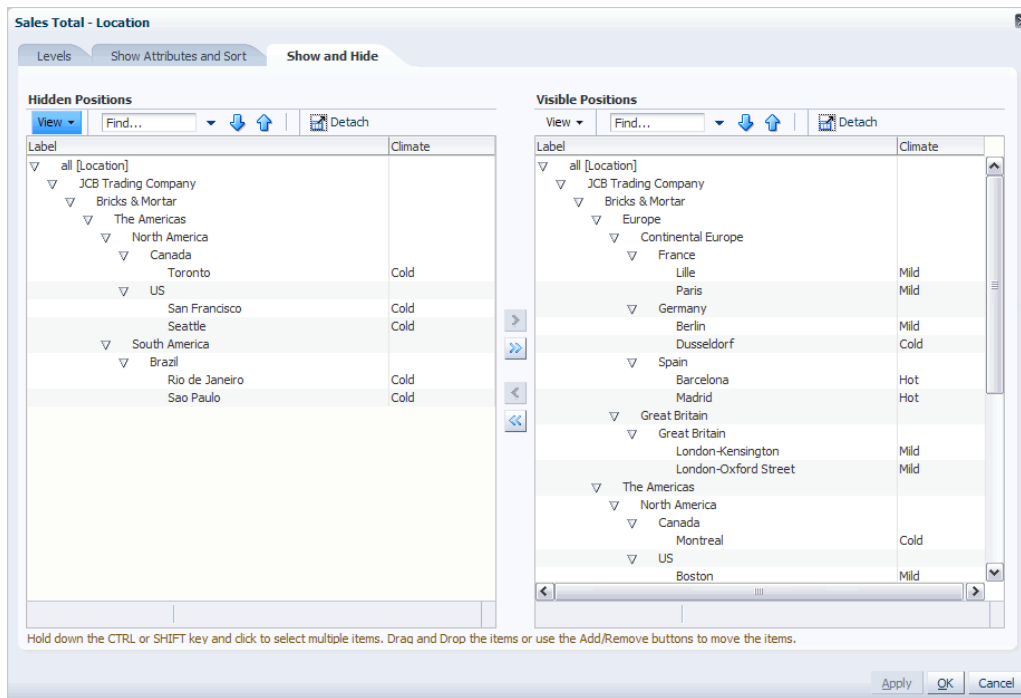 Sales Total - Location
Levels Show Attributes and Sort Show and Hide
Hidden Positions
View Find... Detach
Label Climate
all [Location]
JCB Trading Company
Bricks & Mortar
The Americas
North America
Canada
Toronto Cold
US
San Francisco Cold
Seattle Cold
South America
Brazil
Rio de Janeiro Cold
Sao Paulo Cold
Visible Positions
View Find... Detach
Label Climate
all [Location]
JCB Trading Company
Bricks & Mortar
Europe
Continental Europe
France
Lille Mild
Paris Mild
Germany
Berlin Mild
Dusseldorf Cold
Spain
Barcelona Hot
Madrid Hot
Great Britain
Great Britain
London-Kensington Mild
London-Oxford Street Mild
The Americas
North America
Canada
Montreal Cold
US
Boston Mild
Hold down the CTRL or SHIFT key and click to select multiple items. Drag and Drop the items or use the Add/Remove buttons to move the items.
Apply OK Cancel